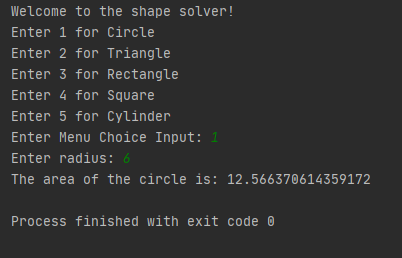 Welcome to the shape solver!
Enter 1 for Circle
Enter 2 for Triangle
Enter 3 for Rectangle
Enter 4 for Square
Enter 5 for Cylinder
Enter Menu Choice Input: 1
Enter radius: 6
The area of the circle is: 12.566370614359172
Process finished with exit code 0